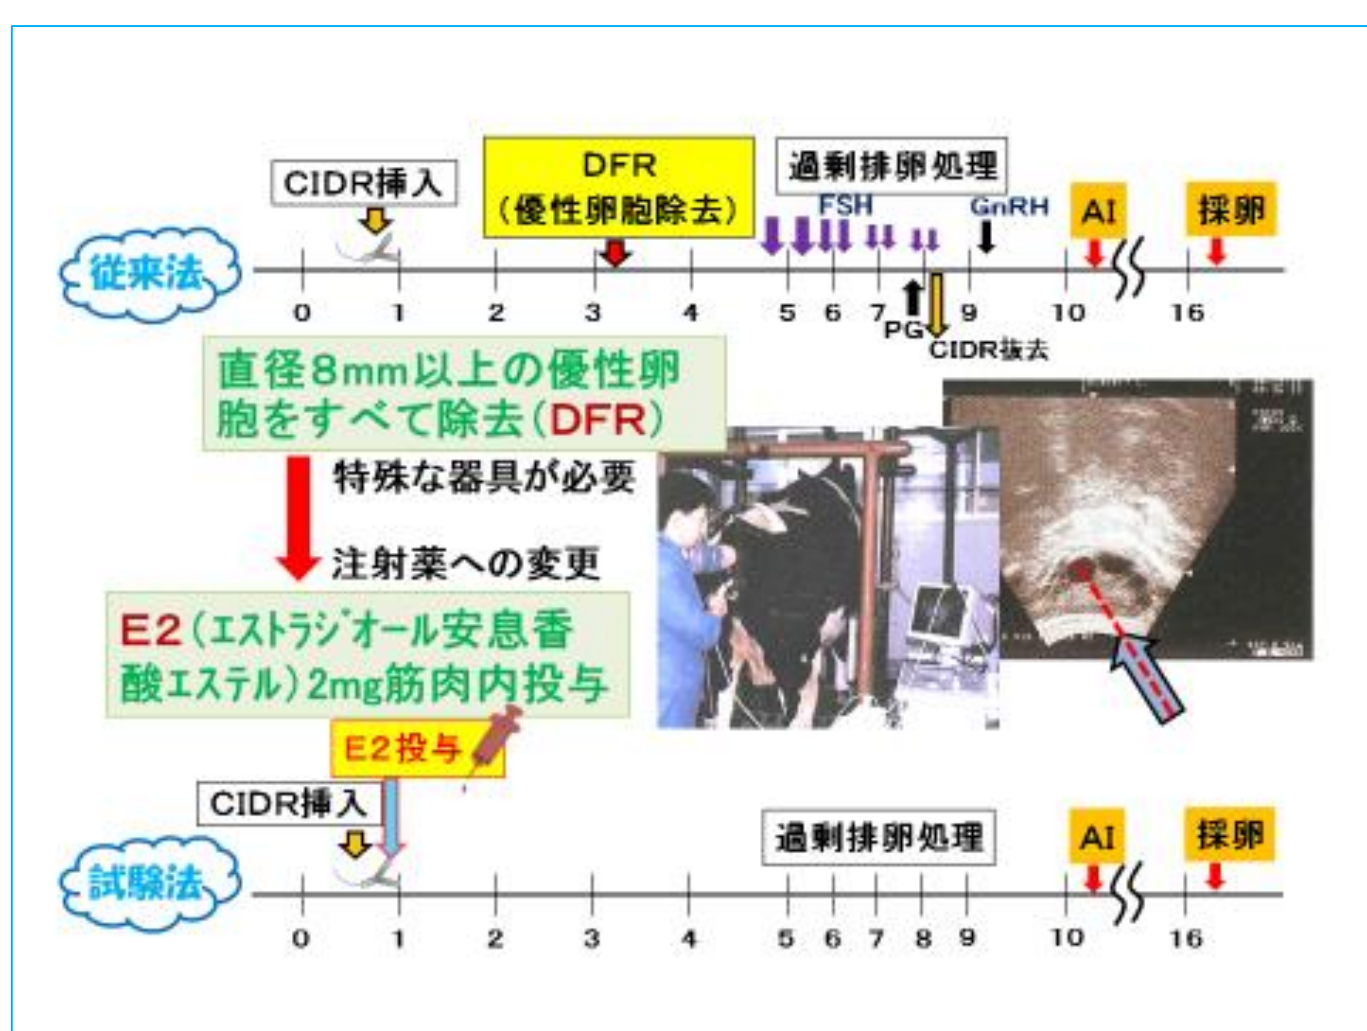 CIDR挿入
DFR
(優性卵胞除去)
過剰排卵処理
FSH
GnRH
AI
採卵
従来法
0 1 2 3 4 5 6 7 9 10 16
PG
CIDR抜去
直径8mm以上の優性卵
胞をすべて除去(DFR)
特殊な器具が必要
注射薬への変更
E2(エストラジオール安息香
酸エステル)2mg筋肉内投与
E2投与
CIDR挿入
過剰排卵処理
AI
採卵
試験法
0 1 2 3 4 5 6 7 8 9 10 16